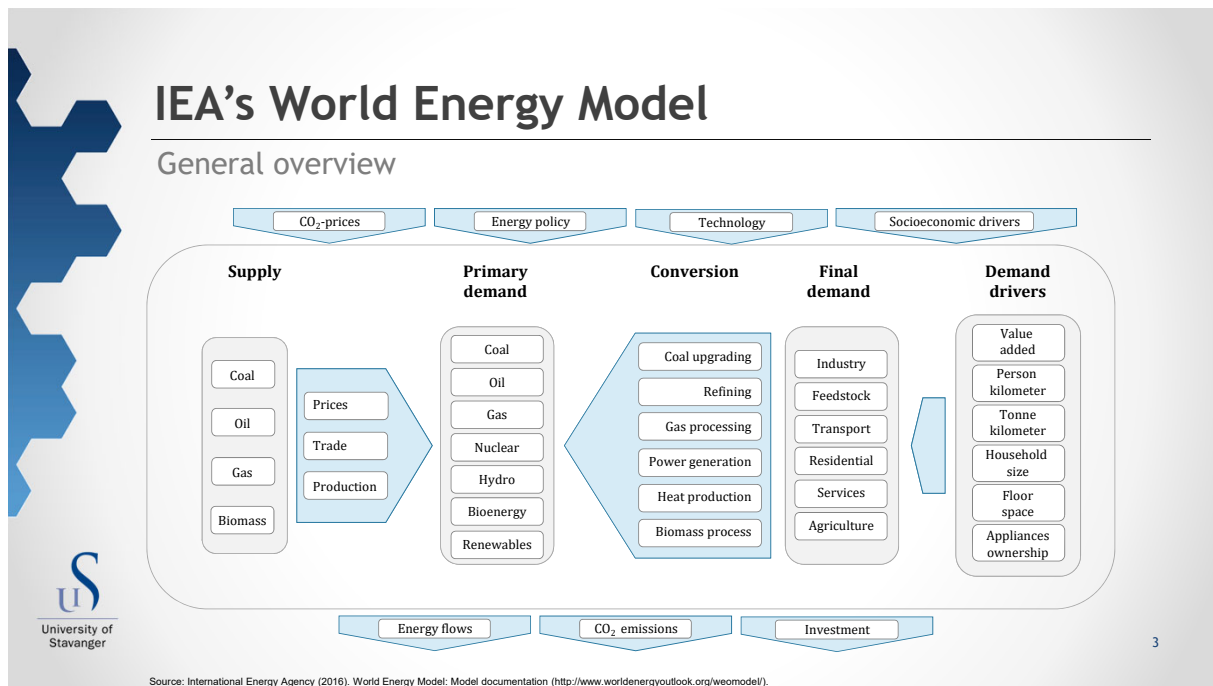 IEA's World Energy Model
General overview
CO₂-prices
Energy policy
Technology
Socioeconomic drivers
Supply
Coal
Oil
Gas
Biomass
Prices
Trade
Production
Primary
demand
Coal
Oil
Gas
Nuclear
Hydro
Bioenergy
Renewables
Conversion
Coal upgrading
Refining
Gas processing
Power generation
Heat production
Biomass process
Final
demand
Industry
Feedstock
Transport
Residential
Services
Agriculture
Demand
drivers
Value
added
Person
kilometer
Tonne
kilometer
Household
size
Floor
space
Appliances
ownership
Energy flows
CO₂ emissions
Investment
US
University of
Stavanger
3
Source: International Energy Agency (2016). World Energy Model: Model documentation (http://www.worldenergyoutlook.org/weomodel/).